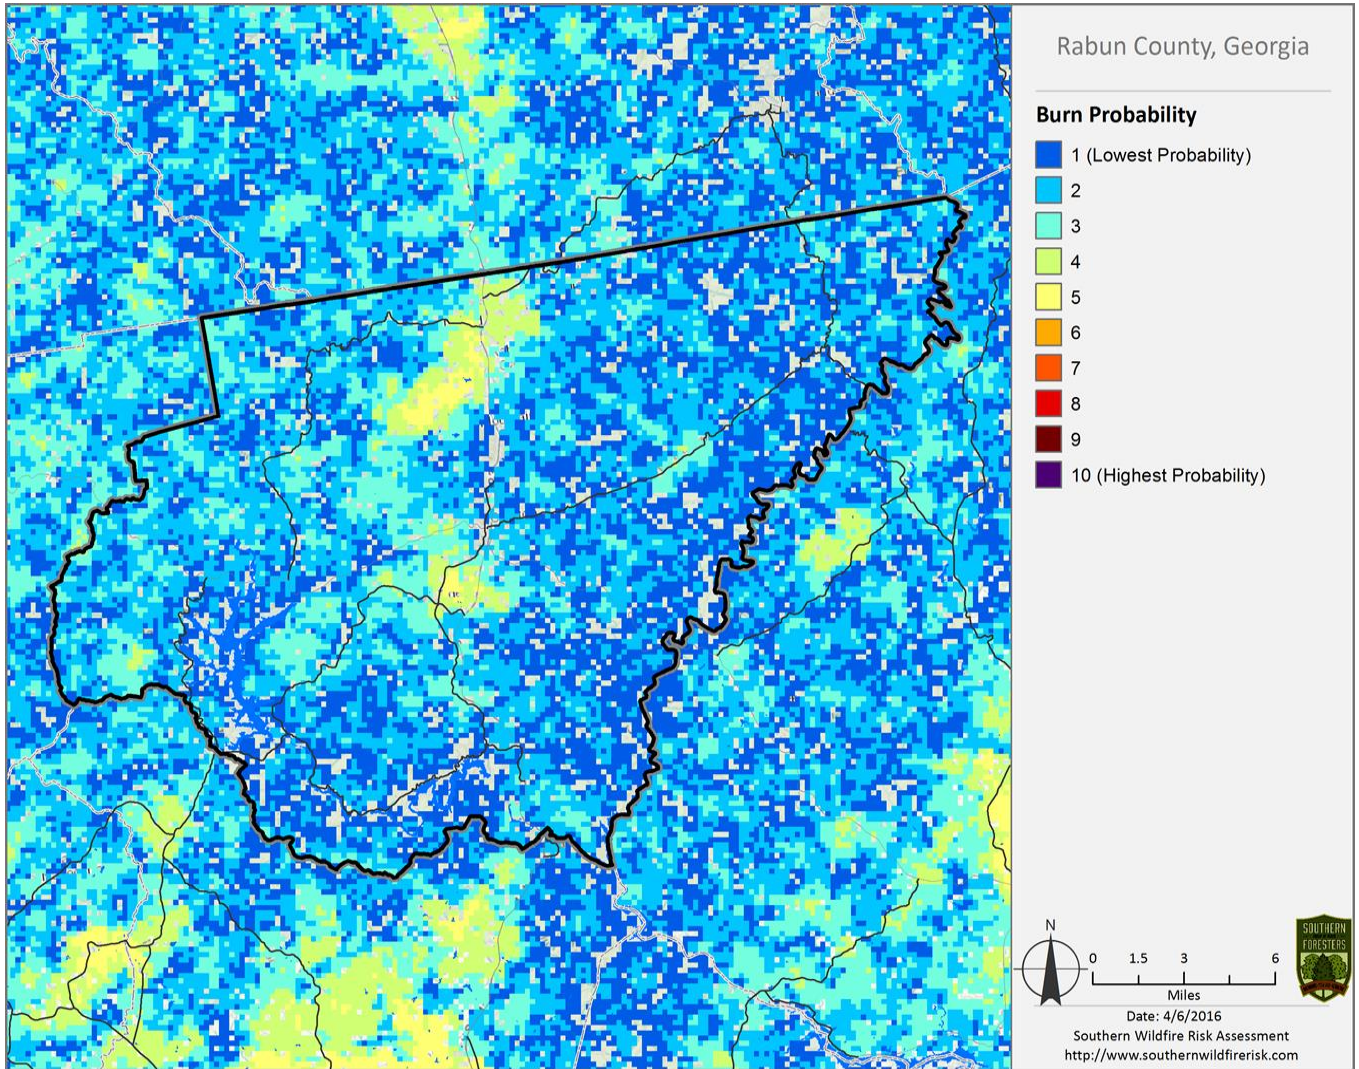 Rabun County, Georgia
Burn Probability
1 (Lowest Probability)
2
3
4
5
6
7
8
9
10 (Highest Probability)
N
0 1.5 3 6
Miles
SOUTHERN
FORESTERS
Date: 4/6/2016
Southern Wildfire Risk Assessment
http://www.southernwildfirerisk.com